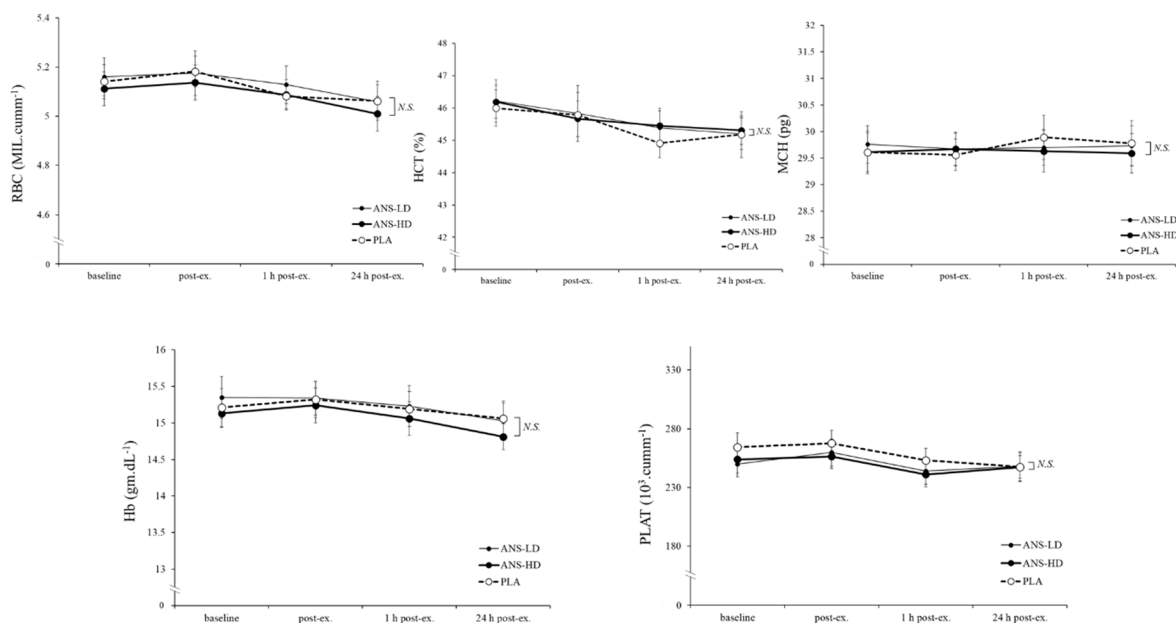 5.4
5.2
5
4.8
4.6
0
RBC (MIL.cumm⁻¹)
N.S.
ANS-LD
ANS-HD
PLA
baseline
post-ex.
1 h post-ex.
24 h post-ex.
48
47
46
45
44
43
42
0
HCT (%)
N.S.
ANS-LD
ANS-HD
PLA
baseline
post-ex.
1 h post-ex.
24 h post-ex.
32
31.5
31
30.5
30
29.5
29
28.5
28
0
MCH (pg)
N.S.
ANS-LD
ANS-HD
PLA
baseline
post-ex.
1 h post-ex.
24 h post-ex.
16
15.5
15
14.5
14
13.5
13
0
Hb (gm.dL⁻¹)
N.S.
ANS-LD
ANS-HD
PLA
baseline
post-ex.
1 h post-ex.
24 h post-ex.
330
280
230
180
0
PLAT (10³.cumm⁻¹)
N.S.
ANS-LD
ANS-HD
PLA
baseline
post-ex.
1 h post-ex.
24 h post-ex.